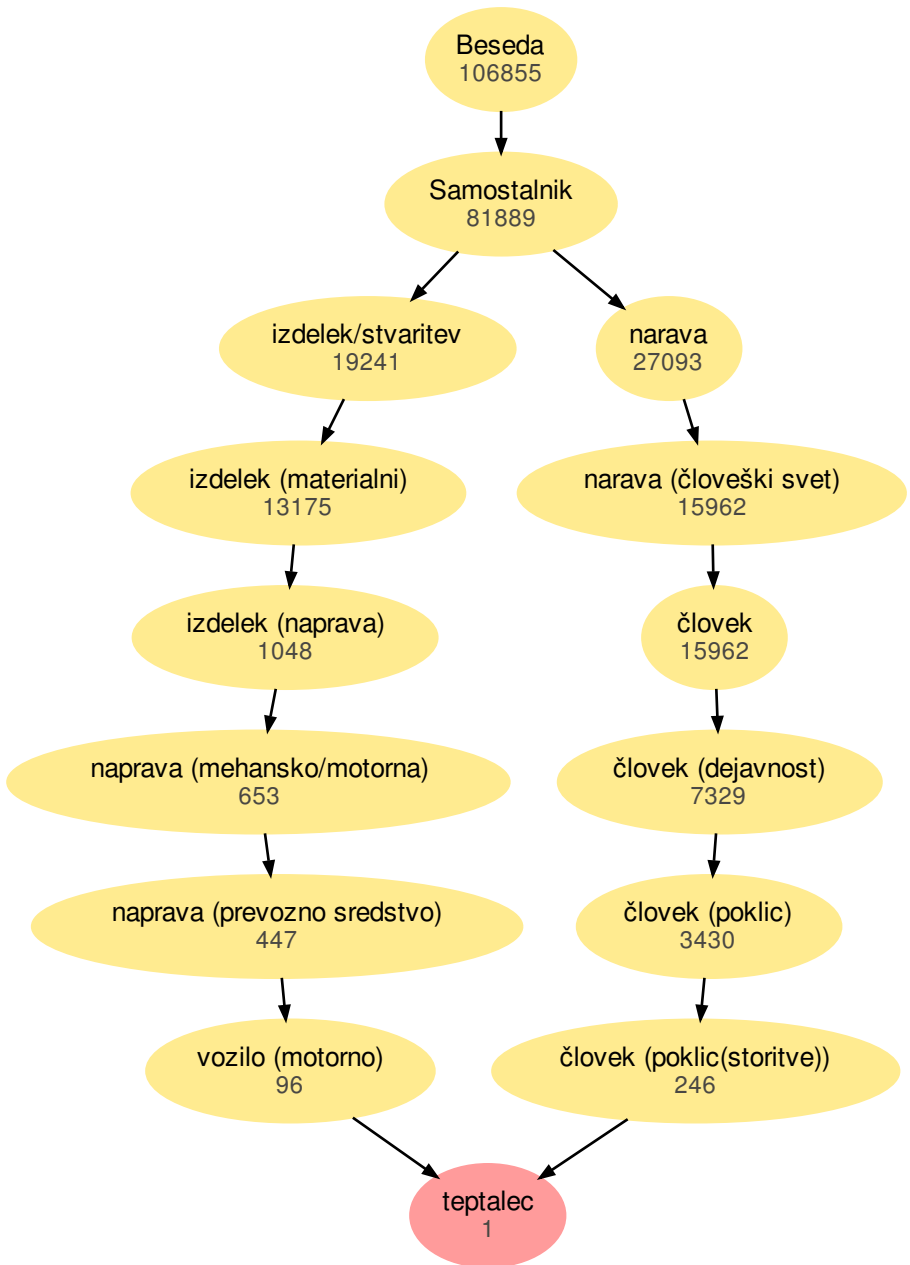 Beseda
106855
Samostalnik
81889
izdelek/stvaritev
19241
narava
27093
izdelek (materialni)
13175
narava (človeški svet)
15962
izdelek (naprava)
1048
človek
15962
naprava (mehansko/motorna)
653
človek (dejavnost)
7329
naprava (prevozno sredstvo)
447
človek (poklic)
3430
vozilo (motorno)
96
človek (poklic(storitve))
246
teptalec
1